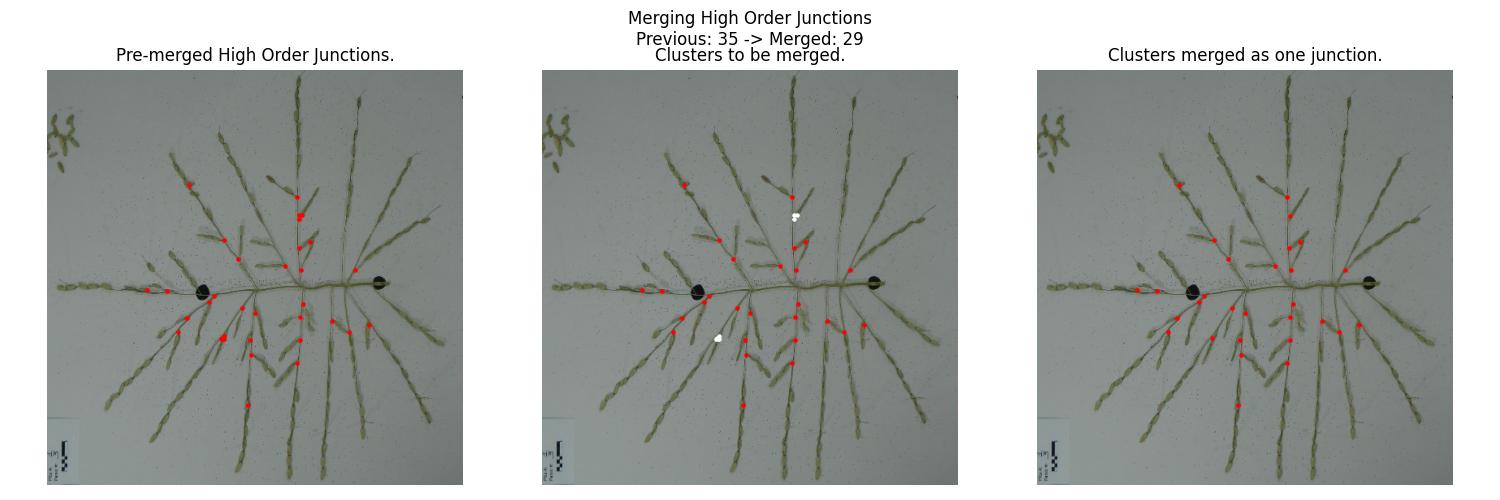 Merging High Order Junctions
Previous: 35 -> Merged: 29
Pre-merged High Order Junctions.
Clusters to be merged.
Clusters merged as one junction.